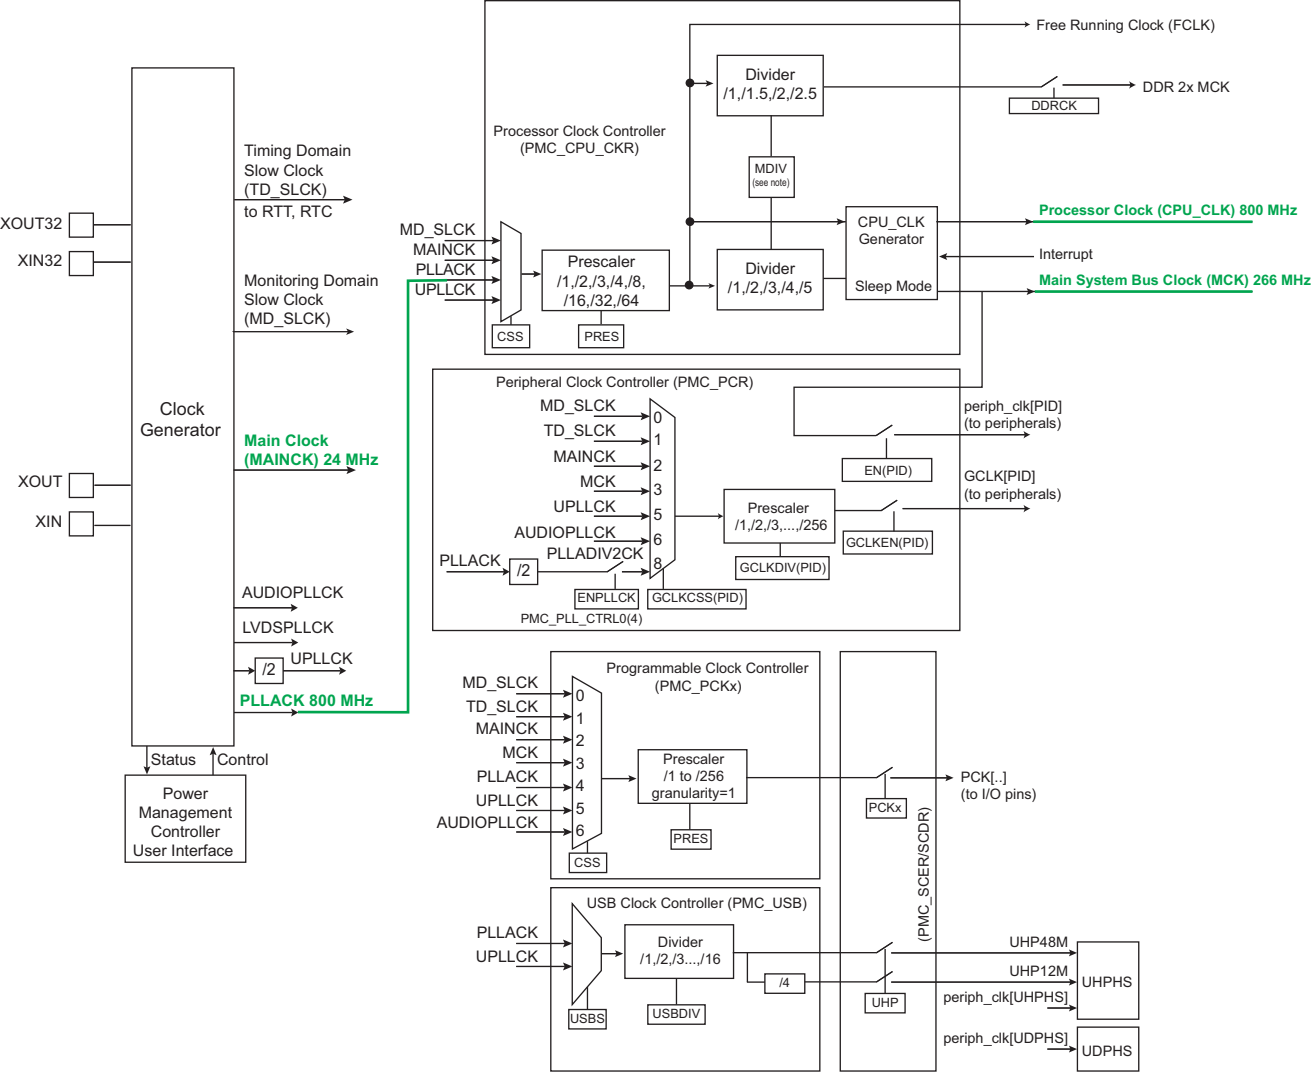 XOUT32
XIN32
XOUT
XIN
Clock
Generator
Timing Domain
Slow Clock
(TD_SLCK)
to RTT, RTC
Monitoring Domain
Slow Clock
(MD_SLCK)
Main Clock
(MAINCK) 24 MHz
AUDIOPLLCK
LVDSPLLCK
/2
UPLLCK
PLLACK 800 MHz
Status
Control
Power
Management
Controller
User Interface
Processor Clock Controller
(PMC_CPU_CKR)
MD_SLCK
MAINCK
PLLACK
UPLLCK
CSS
Prescaler
/1,/2,/3,/4,/8,
/16,/32,/64
PRES
Divider
/1,/1.5,/2,/2.5
MDIV
(see note)
Divider
/1,/2,/3,/4,/5
CPU_CLK
Generator
Sleep Mode
Free Running Clock (FCLK)
DDR 2x MCK
DDRCK
Processor Clock (CPU_CLK) 800 MHz
Interrupt
Main System Bus Clock (MCK) 266 MHz
Peripheral Clock Controller (PMC_PCR)
MD_SLCK
0
TD_SLCK
1
MAINCK
2
MCK
3
UPLLCK
5
AUDIOPLLCK
6
PLLACK
/2
PLLADIV2CK
8
ENPLLCK
PMC_PLL_CTRL0(4)
GCLKCSS(PID)
Prescaler
/1,/2,/3,...,/256
GCLKDIV(PID)
EN(PID)
GCLKEN(PID)
periph_clk[PID]
(to peripherals)
GCLK[PID]
(to peripherals)
Programmable Clock Controller
(PMC_PCKx)
MD_SLCK
0
TD_SLCK
1
MAINCK
2
MCK
3
PLLACK
4
UPLLCK
5
AUDIOPLLCK
6
CSS
Prescaler
/1 to /256
granularity=1
PRES
PCKx
PCK[..]
(to I/O pins)
(PMC_SCER/SCDR)
USB Clock Controller (PMC_USB)
PLLACK
UPLLCK
USBS
Divider
/1,/2,/3...,/16
USBDIV
/4
UHP
UHP48M
UHP12M
periph_clk[UHPHS]
UHPHS
periph_clk[UDPHS]
UDPHS